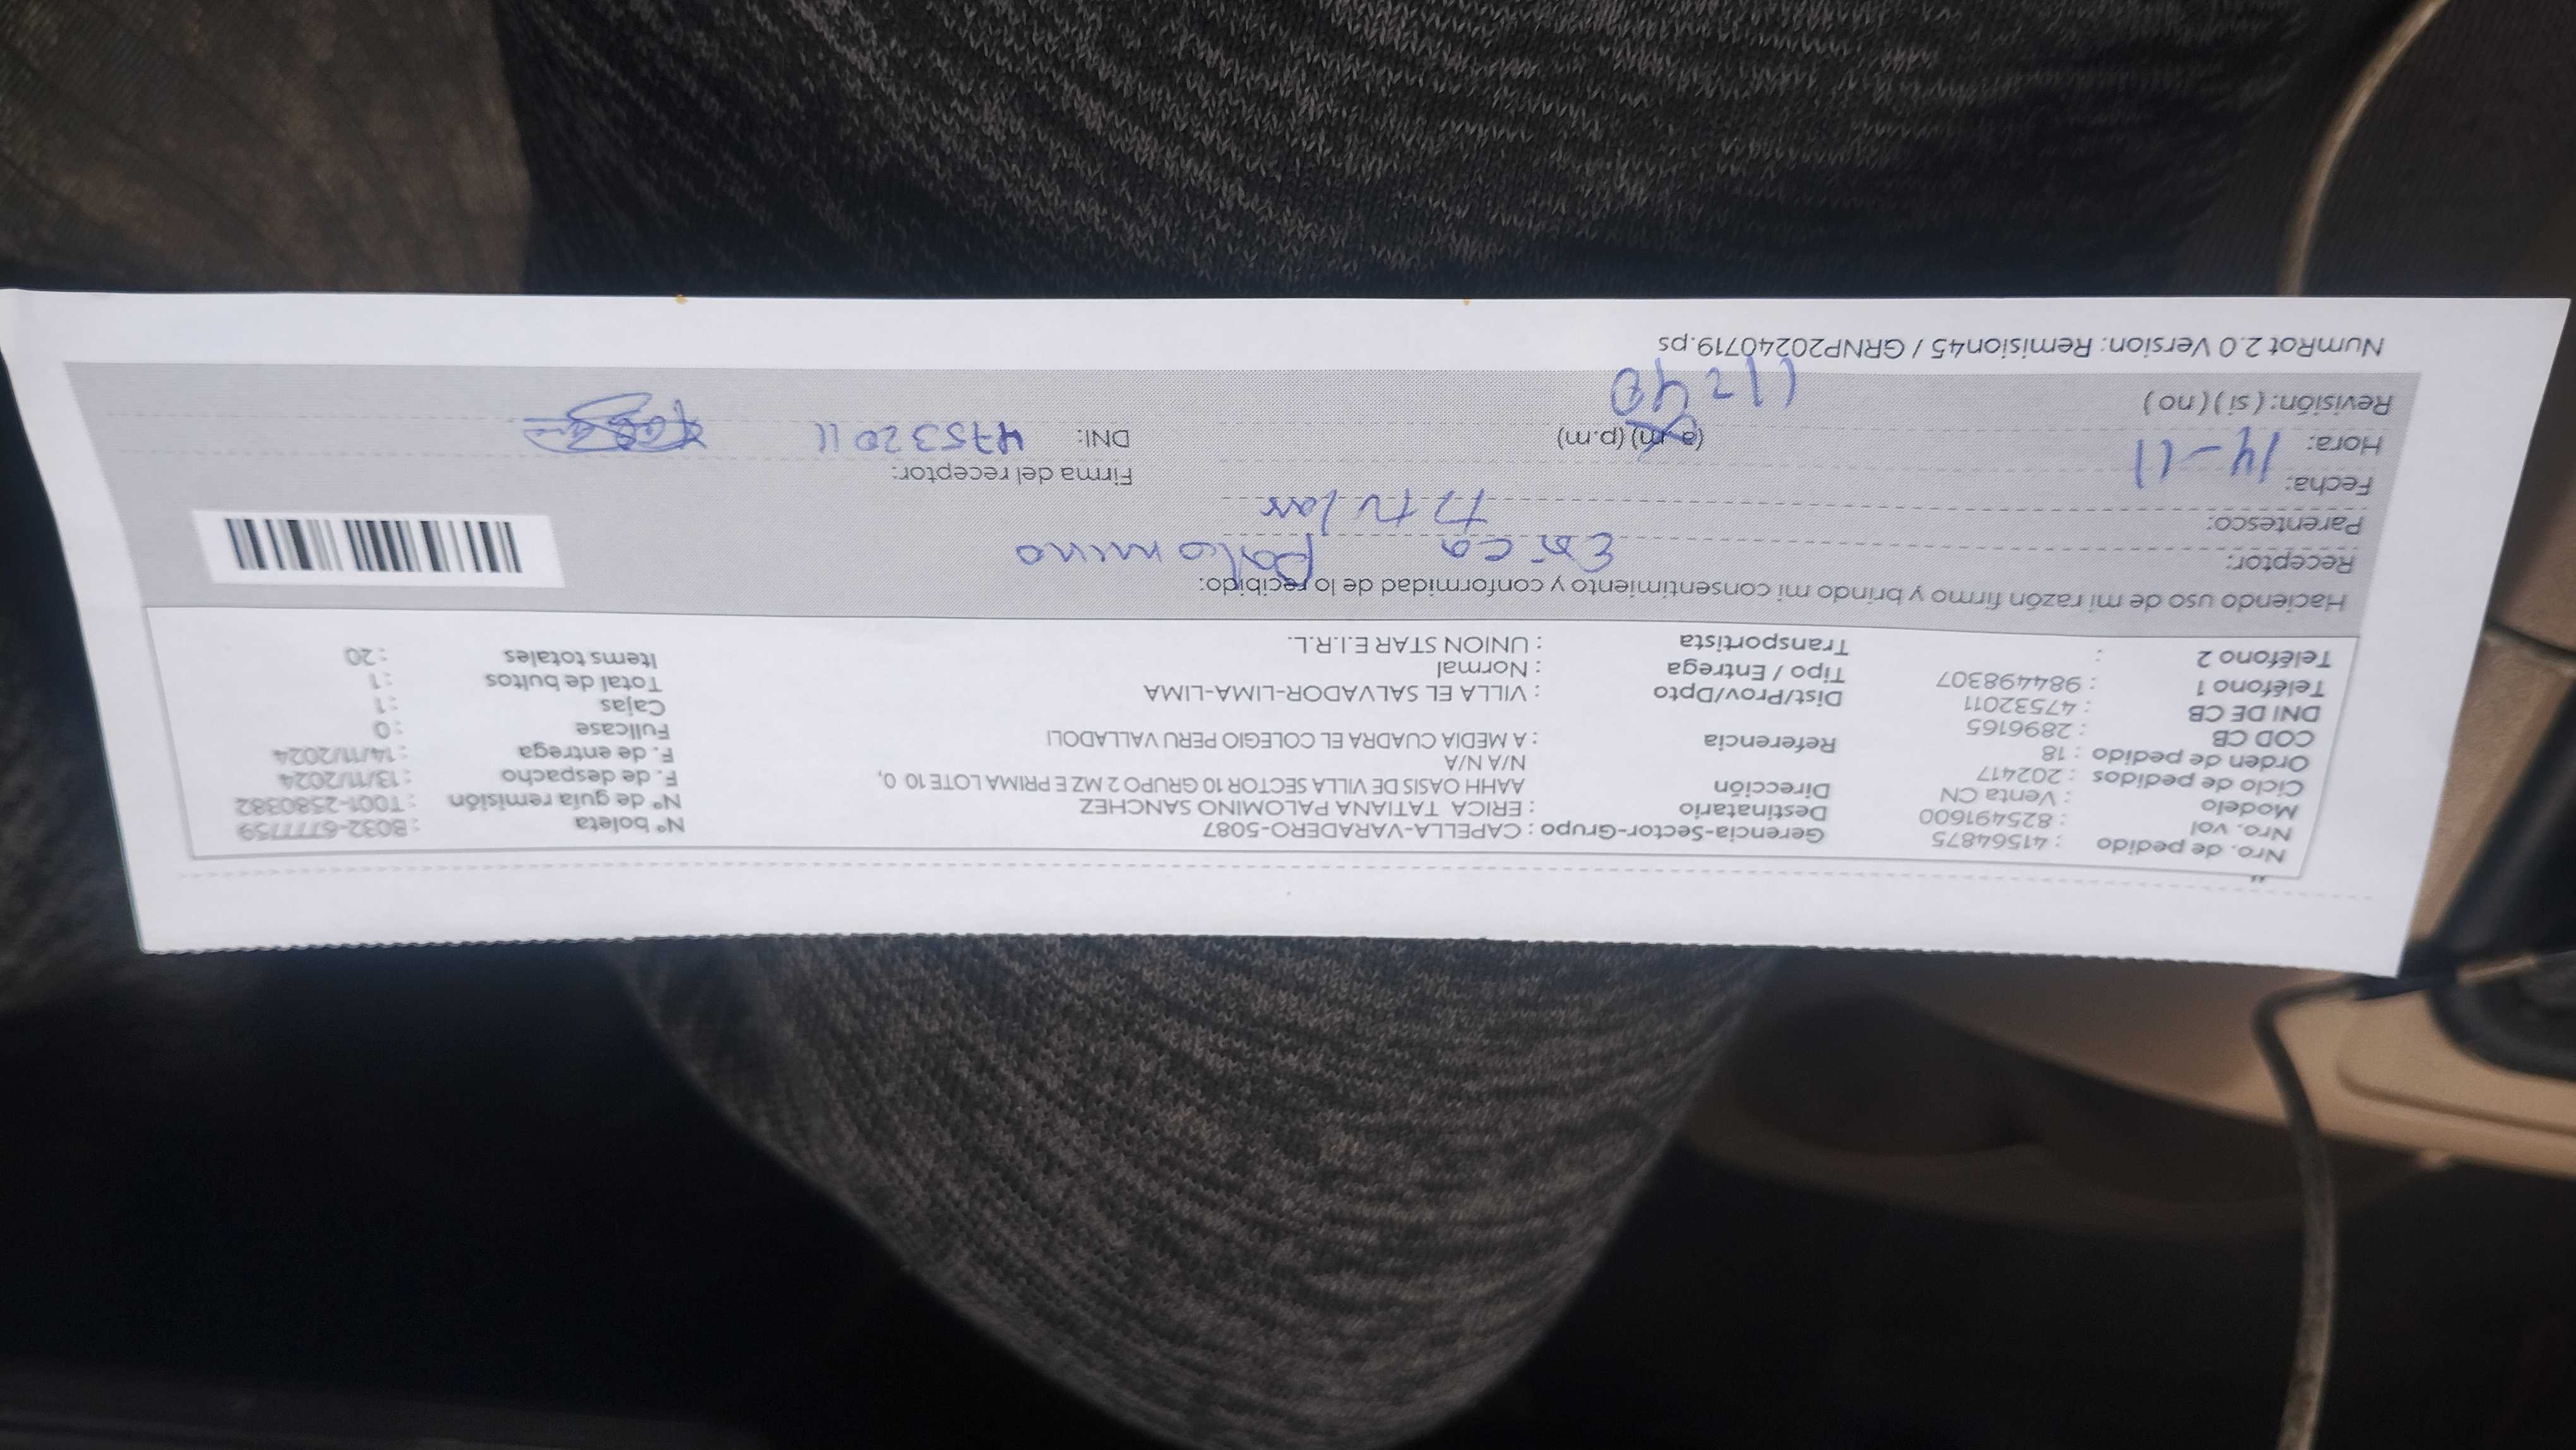 Nro. de pedido : 41564875
Nro. vol : 825491600
Modelo : Venta CN
Ciclo de pedidos : 202417
Orden de pedido : 18
COD CB : 2896165
DNI DE CB : 47532011
Teléfono 1 : 984498307
Teléfono 2 :
Gerencia-Sector-Grupo : CAPELLA-VARADERO-5087
Destinatario : ERICA TATIANA PALOMINO SANCHEZ
Dirección AAHH OASIS DE VILLA SECTOR 10 GRUPO 2 MZ E PRIMA LOTE 10 0,
N/A N/A
Referencia : A MEDIA CUADRA EL COLEGIO PERU VALLADOLI
Dist/Prov/Dpto : VILLA EL SALVADOR-LIMA-LIMA
Tipo / Entrega : Normal
Transportista : UNION STAR E.I.R.L.
N° boleta : B032-6777759
N° de guía remisión : T001-2580382
F. de despacho : 13/11/2024
F. de entrega : 14/11/2024
Fullcase : 0
Cajas : 1
Total de bultos : 1
Items totales : 20
Haciendo uso de mi razón firmo y brindo mi consentimiento y conformidad de lo recibido:
Receptor: Erica Palomino
Parentesco: titular
Fecha: 14-11
Firma del receptor:
Hora: (a.m) (p.m)
DNI: 47532011
Revisión: (si) (no) 11:40
NumRot 2.0 Version: Remision45 / GRNP20240719.ps